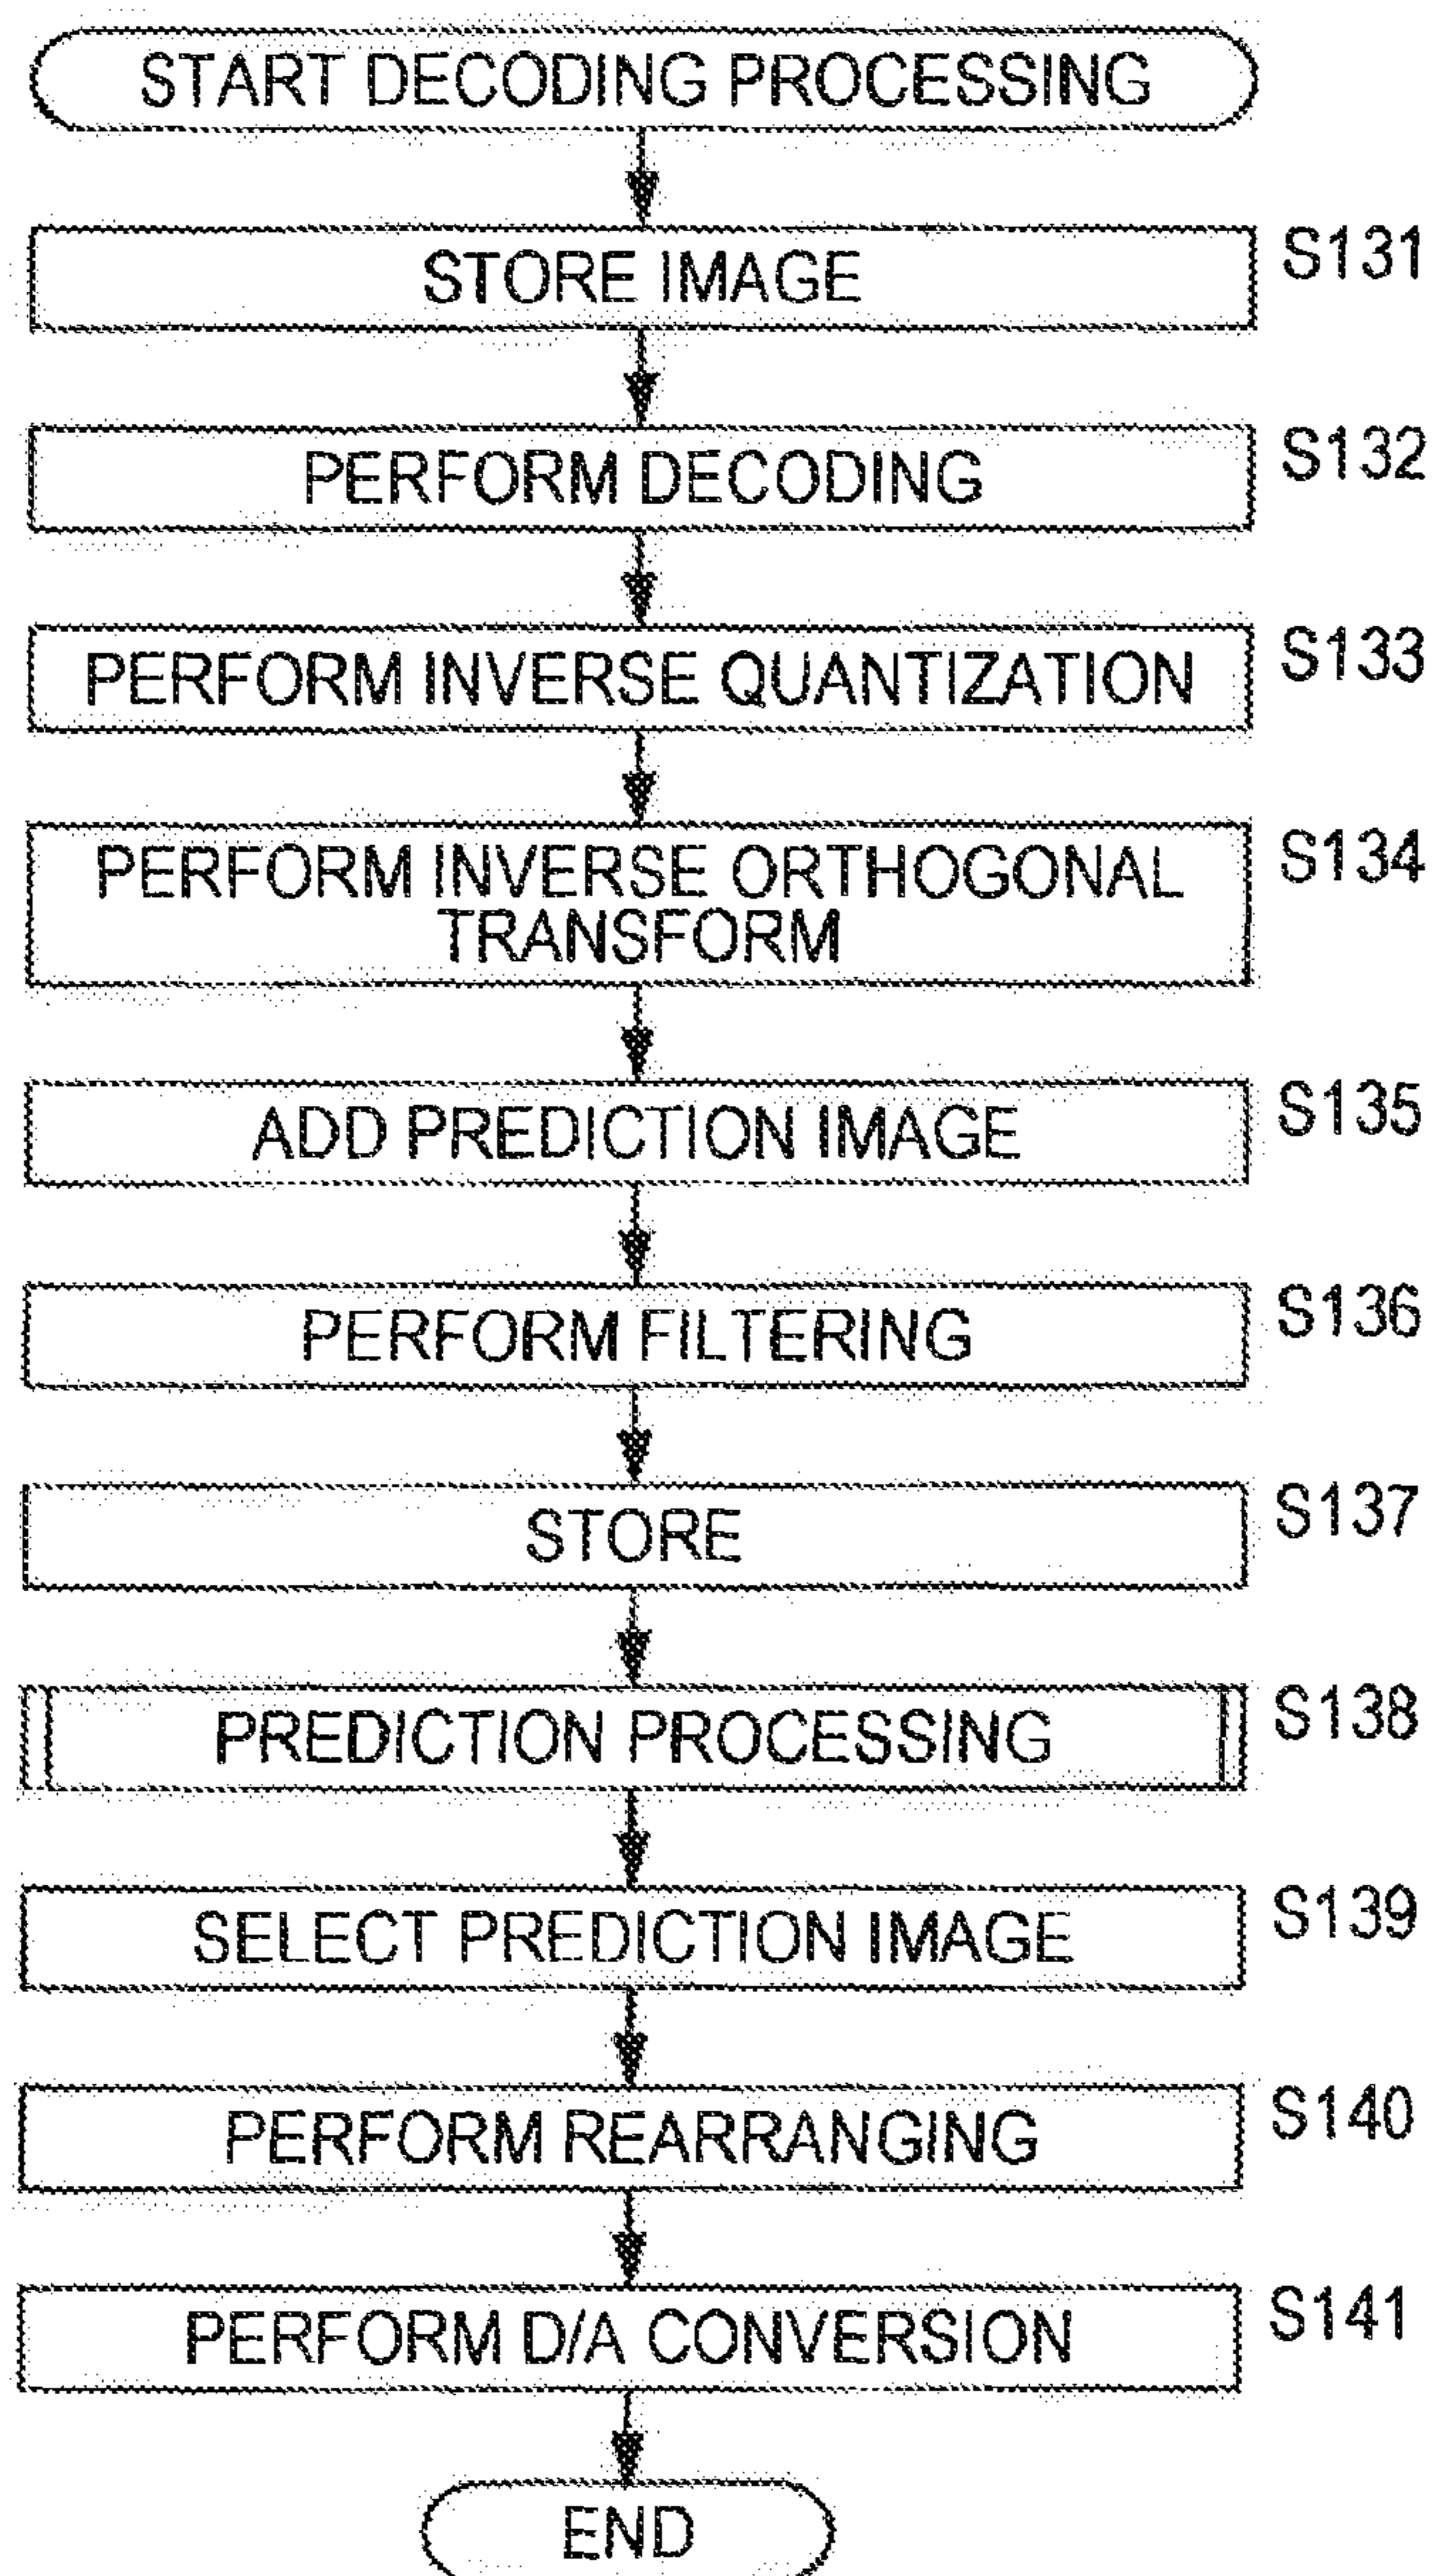 START DECODING PROCESSING
STORE IMAGE
S131
PERFORM DECODING
S132
PERFORM INVERSE QUANTIZATION
S133
PERFORM INVERSE ORTHOGONAL
TRANSFORM
S134
ADD PREDICTION IMAGE
S135
PERFORM FILTERING
S136
STORE
S137
PREDICTION PROCESSING
S138
SELECT PREDICTION IMAGE
S139
PERFORM REARRANGING
S140
PERFORM D/A CONVERSION
S141
END